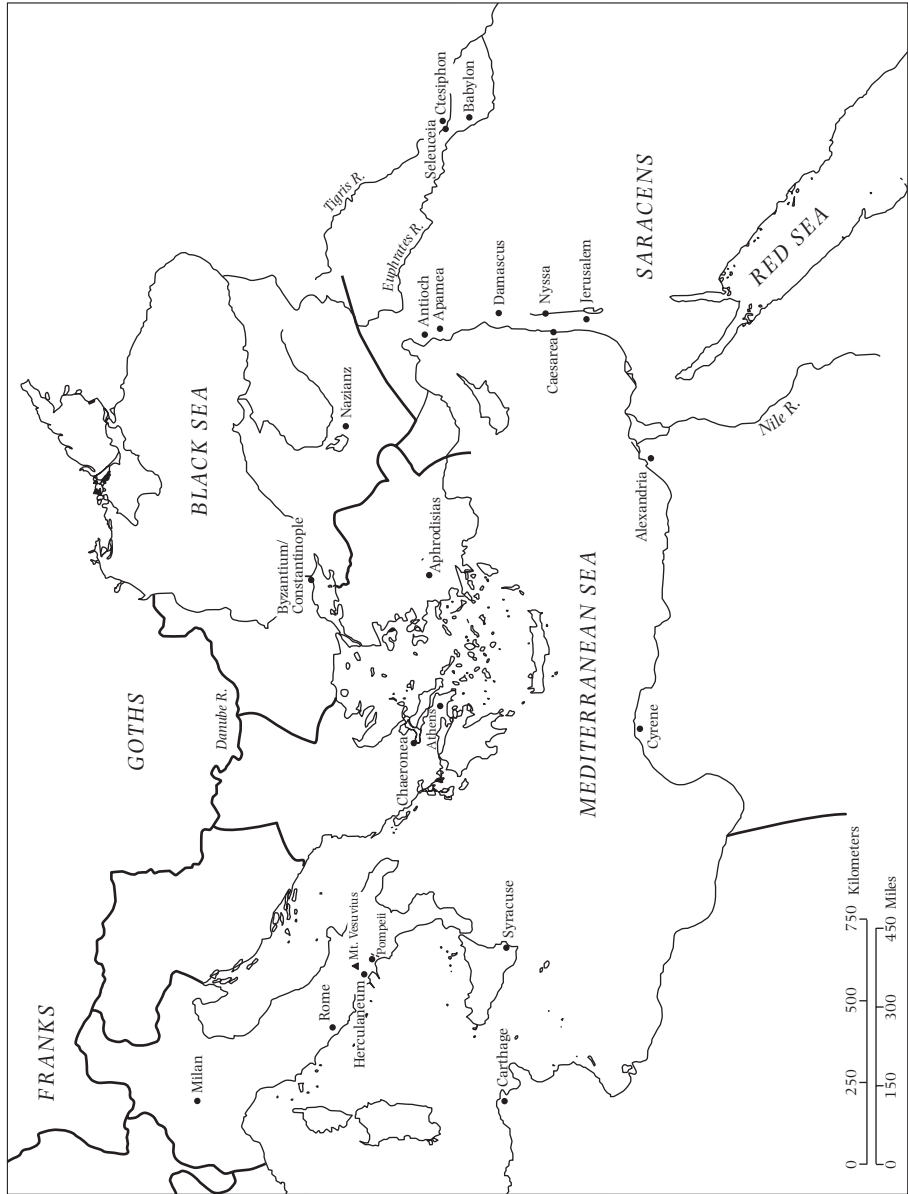 FRANKS
GOTHS
Danube R.
BLACK SEA
Milan
Rome
Herculaneum
Mt. Vesuvius
Pompeii
Syracuse
Carthage
Chaeronea
Athens
Byzantium/
Constantinople
Aphrodisias
Nazianz
Tigris R.
Euphrates R.
Seleuceia
Ctesiphon
Babylon
Antioch
Apamea
Damascus
Nyssa
Caesarea
Jerusalem
SARACENS
RED SEA
Nile R.
Alexandria
Cyrene
MEDITERRANEAN SEA
0 250 500 750 Kilometers
0 150 300 450 Miles